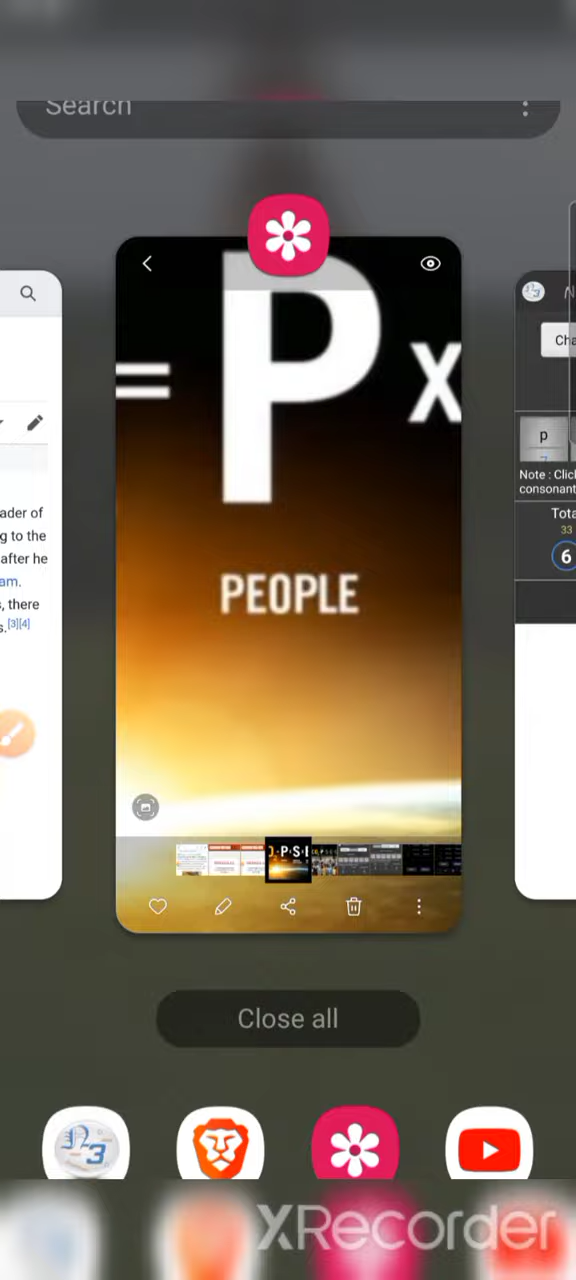 Search
= P X
PEOPLE
ader of
g to the
after he
am.
s, there
s.[3][4]
Cha
p
Note : Click
consonant
Tota
33
6
Close all
XRecorder